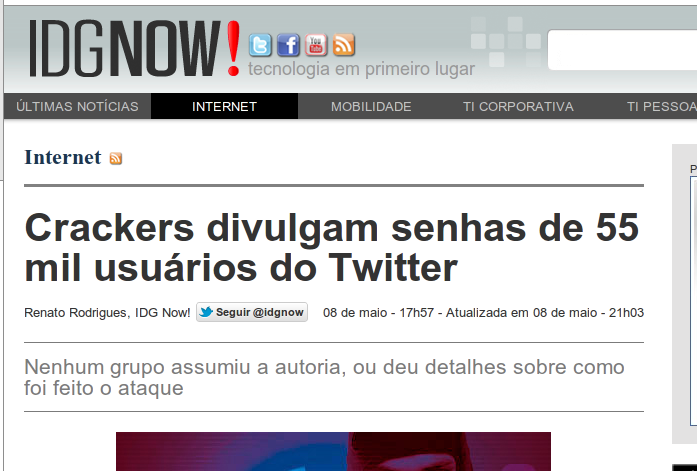 IDGNOW!
You Tube
tecnologia em primeiro lugar
ÚLTIMAS NOTÍCIAS INTERNET MOBILIDADE TI CORPORATIVA TI PESSOA
Internet
Crackers divulgam senhas de 55
mil usuários do Twitter
Renato Rodrigues, IDG Now! Seguir @idgnow 08 de maio - 17h57 - Atualizada em 08 de maio - 21h03
Nenhum grupo assumiu a autoria, ou deu detalhes sobre como
foi feito o ataque